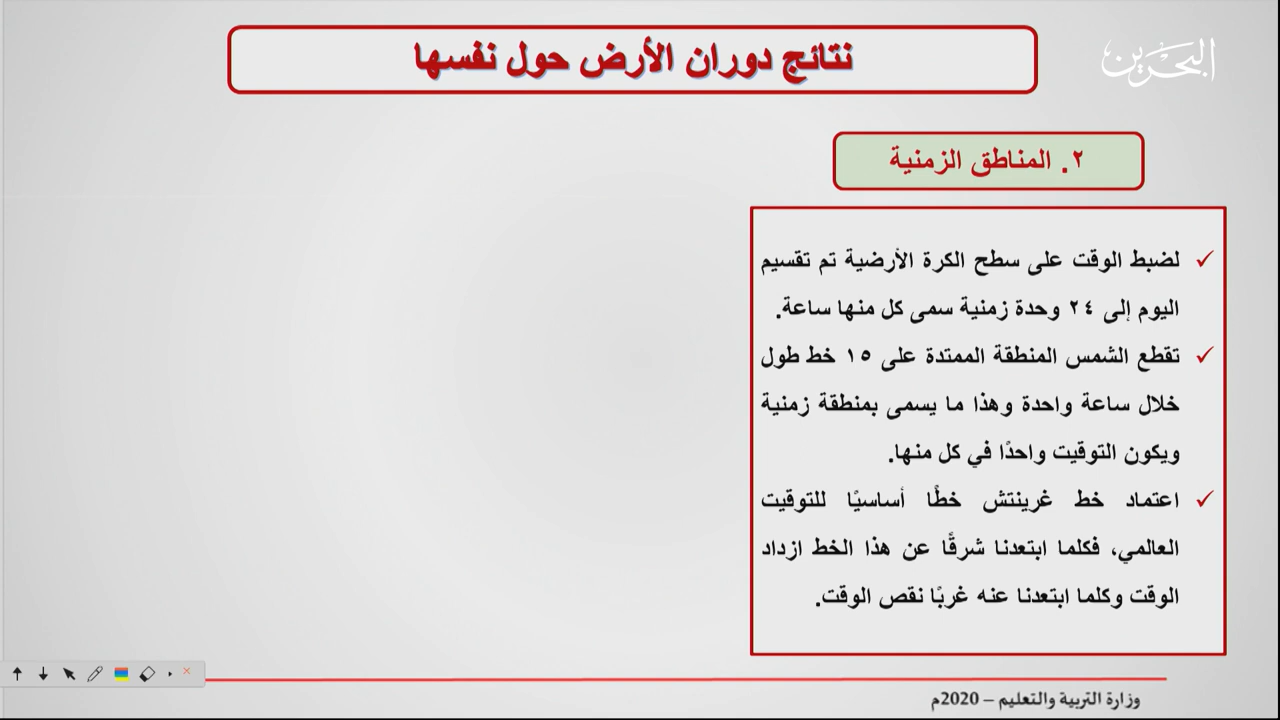 البحرين
نتائج دوران الأرض حول نفسها
٢. المناطق الزمنية
لضبط الوقت على سطح الكرة الأرضية تم تقسيم
اليوم إلى ٢٤ وحدة زمنية سمى كل منها ساعة.
تقطع الشمس المنطقة الممتدة على ١٥ خط طول
خلال ساعة واحدة وهذا ما يسمى بمنطقة زمنية
ويكون التوقيت واحدًا في كل منها.
اعتماد خط غرينتش خطًا أساسيًا للتوقيت
العالمي، فكلما ابتعدنا شرقًا عن هذا الخط ازداد
الوقت وكلما ابتعدنا عنه غربًا نقص الوقت.
وزارة التربية والتعليم – 2020م